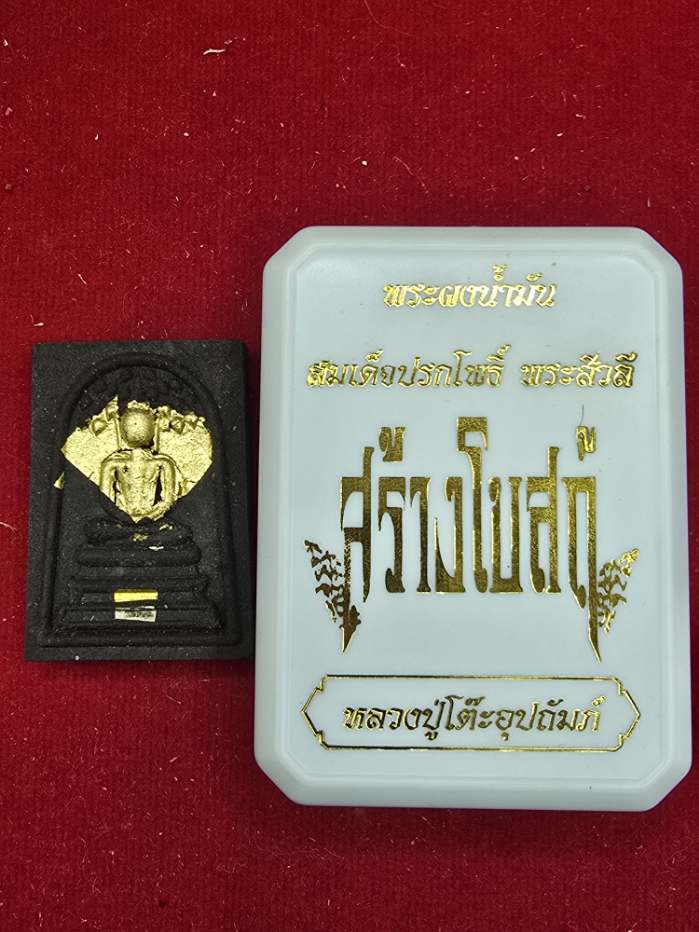 พระผงน้ำมัน
สมเด็จปรกโพธิ์ พระสีวลี
สร้างโบสถ์
หลวงปู่โต๊ะอุปถัมภ์